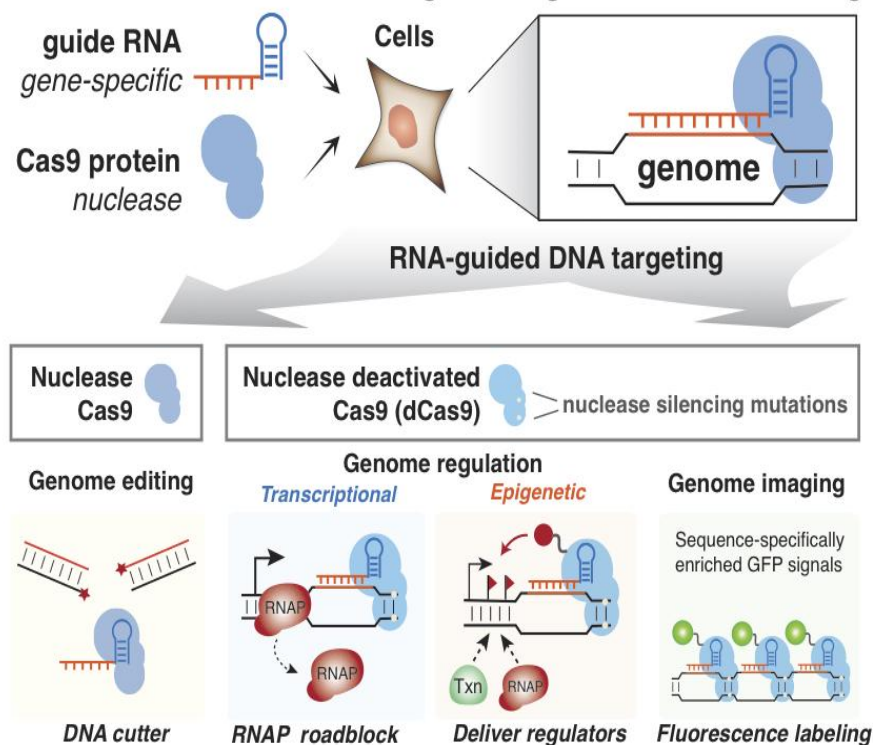 guide RNA
gene-specific
Cells
Cas9 protein
nuclease
genome
RNA-guided DNA targeting
Nuclease
Cas9
Nuclease deactivated
Cas9 (dCas9)
nuclease silencing mutations
Genome editing
Genome regulation
Transcriptional
Epigenetic
Genome imaging
Sequence-specifically
enriched GFP signals
RNAP
RNAP
Txn
RNAP
DNA cutter
RNAP roadblock
Deliver regulators
Fluorescence labeling